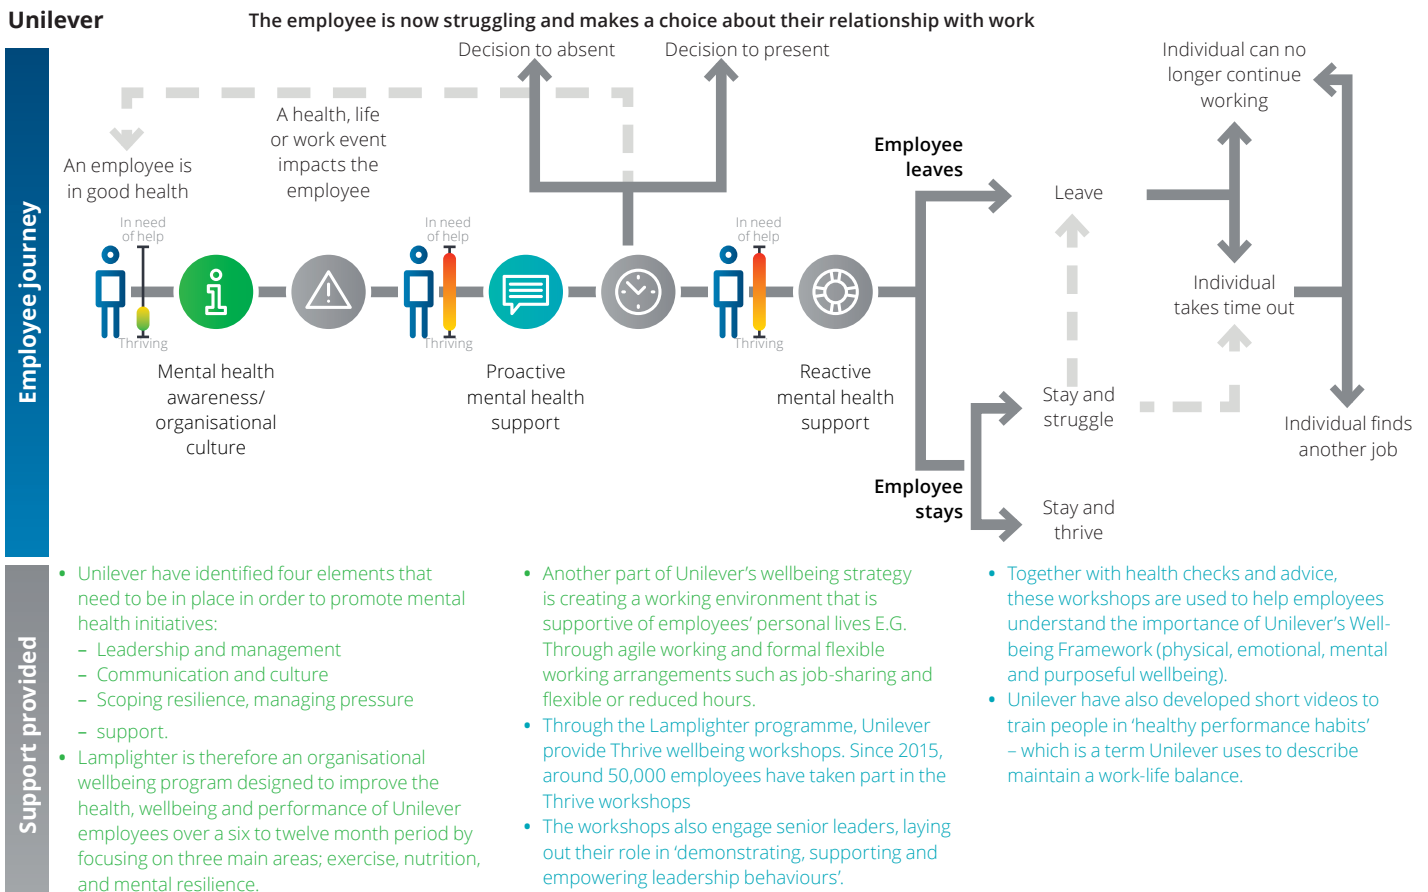 Unilever
The employee is now struggling and makes a choice about their relationship with work
Decision to absent
Decision to present
Individual can no
longer continue
working
A health, life
or work event
impacts the
employee
An employee is
in good health
Employee
leaves
Leave
In need
of help
Thriving
In need
of help
Thriving
In need
of help
Thriving
Individual
takes time out
Employee journey
Mental health
awareness/
organisational
culture
Proactive
mental health
support
Reactive
mental health
support
Stay and
struggle
Individual finds
another job
Employee
stays
Stay and
thrive
Support provided
• Unilever have identified four elements that
need to be in place in order to promote mental
health initiatives:
– Leadership and management
– Communication and culture
– Scoping resilience, managing pressure
– support.
• Lamplighter is therefore an organisational
wellbeing program designed to improve the
health, wellbeing and performance of Unilever
employees over a six to twelve month period by
focusing on three main areas; exercise, nutrition,
and mental resilience.
• Another part of Unilever’s wellbeing strategy
is creating a working environment that is
supportive of employees’ personal lives E.G.
Through agile working and formal flexible
working arrangements such as job-sharing and
flexible or reduced hours.
• Through the Lamplighter programme, Unilever
provide Thrive wellbeing workshops. Since 2015,
around 50,000 employees have taken part in the
Thrive workshops
• The workshops also engage senior leaders, laying
out their role in ‘demonstrating, supporting and
empowering leadership behaviours’.
• Together with health checks and advice,
these workshops are used to help employees
understand the importance of Unilever’s Well-
being Framework (physical, emotional, mental
and purposeful wellbeing).
• Unilever have also developed short videos to
train people in ‘healthy performance habits’
– which is a term Unilever uses to describe
maintain a work-life balance.